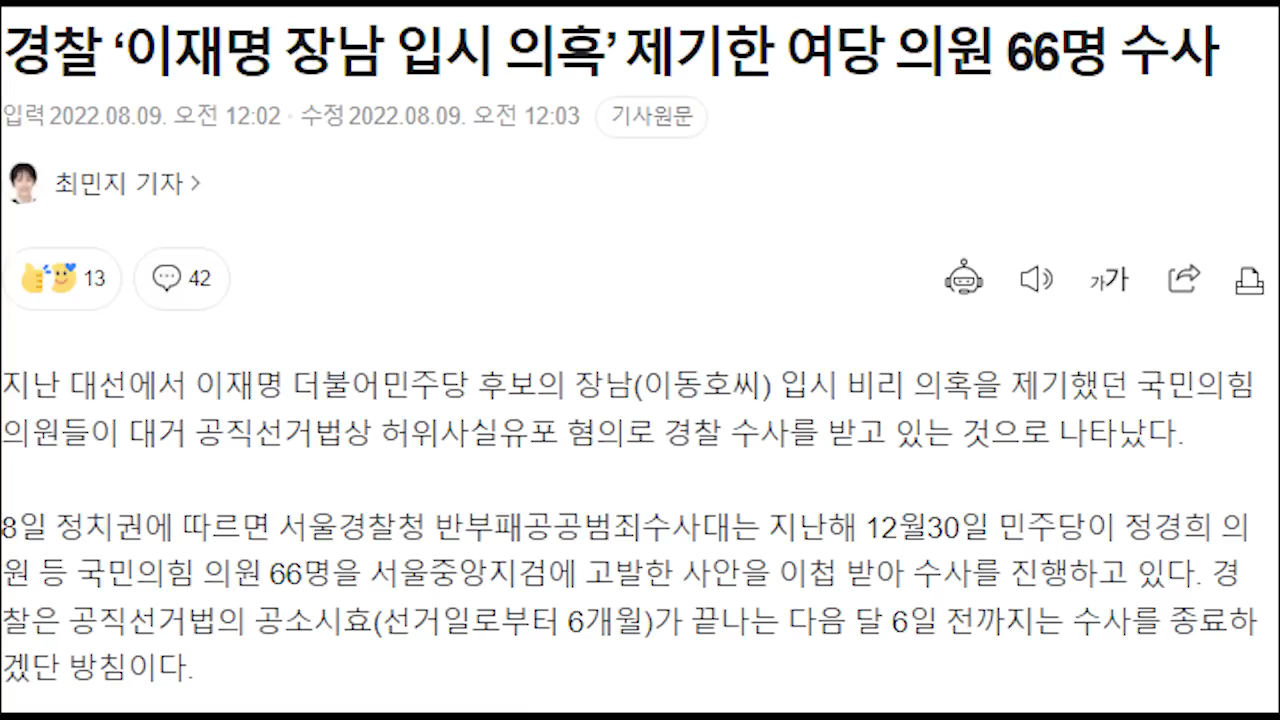 경찰 ‘이재명 장남 입시 의혹’ 제기한 여당 의원 66명 수사
입력 2022.08.09. 오전 12:02 · 수정 2022.08.09. 오전 12:03 기사원문
최민지 기자 >
13 42 가가
지난 대선에서 이재명 더불어민주당 후보의 장남(이동호씨) 입시 비리 의혹을 제기했던 국민의힘
의원들이 대거 공직선거법상 허위사실유포 혐의로 경찰 수사를 받고 있는 것으로 나타났다.
8일 정치권에 따르면 서울경찰청 반부패공공범죄수사대는 지난해 12월30일 민주당이 정경희 의
원 등 국민의힘 의원 66명을 서울중앙지검에 고발한 사안을 이첩 받아 수사를 진행하고 있다. 경
찰은 공직선거법의 공소시효(선거일로부터 6개월)가 끝나는 다음 달 6일 전까지는 수사를 종료하
겠단 방침이다.